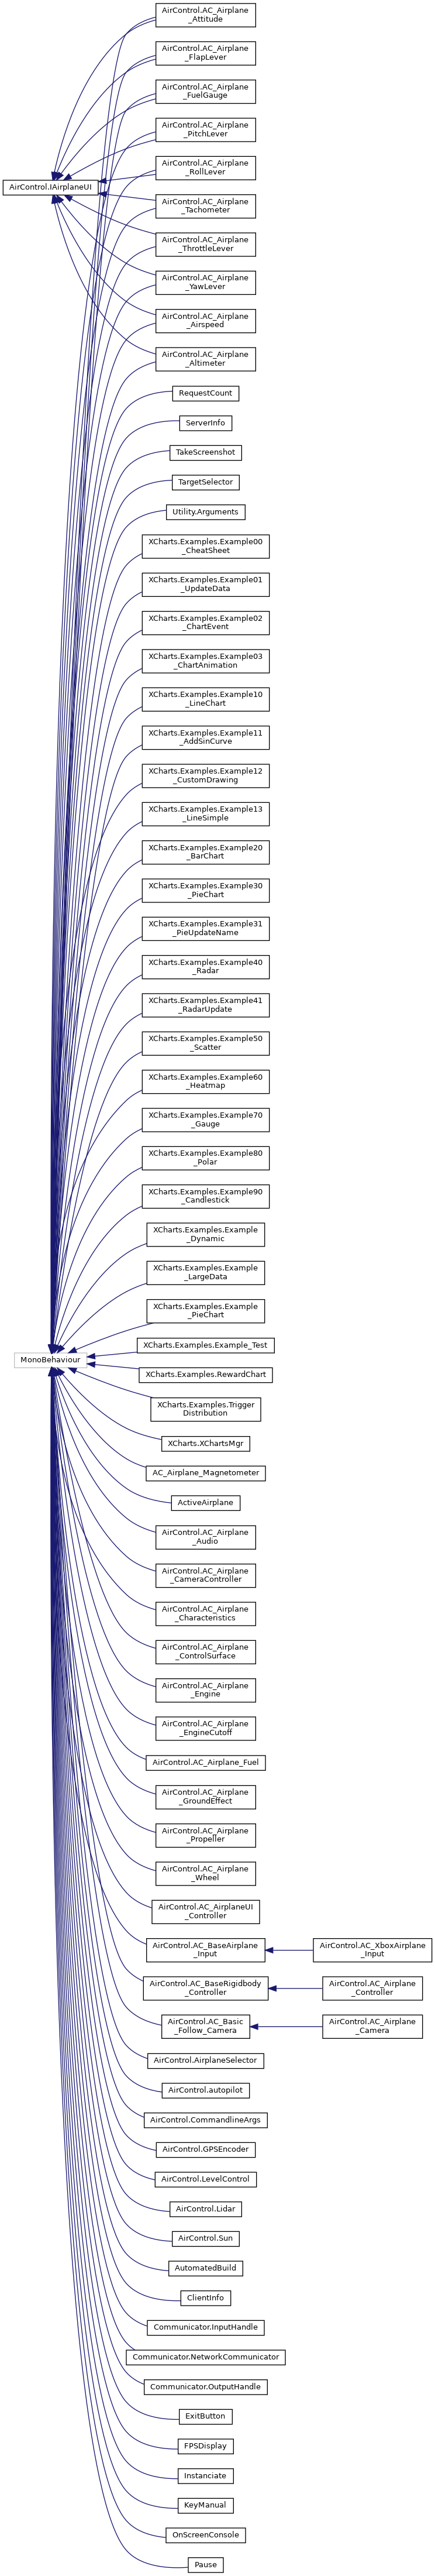 AirControl.AC_Airplane
_Attitude
AirControl.AC_Airplane
_FlapLever
AirControl.AC_Airplane
_FuelGauge
AirControl.AC_Airplane
_PitchLever
AirControl.AC_Airplane
_RollLever
AirControl.IAirplaneUI
AirControl.AC_Airplane
_Tachometer
AirControl.AC_Airplane
_ThrottleLever
AirControl.AC_Airplane
_YawLever
AirControl.AC_Airplane
_Airspeed
AirControl.AC_Airplane
_Altimeter
RequestCount
ServerInfo
TakeScreenshot
TargetSelector
Utility.Arguments
XCharts.Examples.Example00
_CheatSheet
XCharts.Examples.Example01
_UpdateData
XCharts.Examples.Example02
_ChartEvent
XCharts.Examples.Example03
_ChartAnimation
XCharts.Examples.Example10
_LineChart
XCharts.Examples.Example11
_AddSinCurve
XCharts.Examples.Example12
_CustomDrawing
XCharts.Examples.Example13
_LineSimple
XCharts.Examples.Example20
_BarChart
XCharts.Examples.Example30
_PieChart
XCharts.Examples.Example31
_PieUpdateName
XCharts.Examples.Example40
_Radar
XCharts.Examples.Example41
_RadarUpdate
XCharts.Examples.Example50
_Scatter
XCharts.Examples.Example60
_Heatmap
XCharts.Examples.Example70
_Gauge
XCharts.Examples.Example80
_Polar
XCharts.Examples.Example90
_Candlestick
XCharts.Examples.Example
_Dynamic
XCharts.Examples.Example
_LargeData
XCharts.Examples.Example
_PieChart
XCharts.Examples.Example_Test
MonoBehaviour
XCharts.Examples.RewardChart
XCharts.Examples.Trigger
Distribution
XCharts.XChartsMgr
AC_Airplane_Magnetometer
ActiveAirplane
AirControl.AC_Airplane
_Audio
AirControl.AC_Airplane
_CameraController
AirControl.AC_Airplane
_Characteristics
AirControl.AC_Airplane
_ControlSurface
AirControl.AC_Airplane
_Engine
AirControl.AC_Airplane
_EngineCutoff
AirControl.AC_Airplane_Fuel
AirControl.AC_Airplane
_GroundEffect
AirControl.AC_Airplane
_Propeller
AirControl.AC_Airplane
_Wheel
AirControl.AC_AirplaneUI
_Controller
AirControl.AC_BaseAirplane
_Input
AirControl.AC_XboxAirplane
_Input
AirControl.AC_BaseRigidbody
_Controller
AirControl.AC_Airplane
_Controller
AirControl.AC_Basic
_Follow_Camera
AirControl.AC_Airplane
_Camera
AirControl.AirplaneSelector
AirControl.autopilot
AirControl.CommandlineArgs
AirControl.GPSEncoder
AirControl.LevelControl
AirControl.Lidar
AirControl.Sun
AutomatedBuild
ClientInfo
Communicator.InputHandle
Communicator.NetworkCommunicator
Communicator.OutputHandle
ExitButton
FPSDisplay
Instanciate
KeyManual
OnScreenConsole
Pause